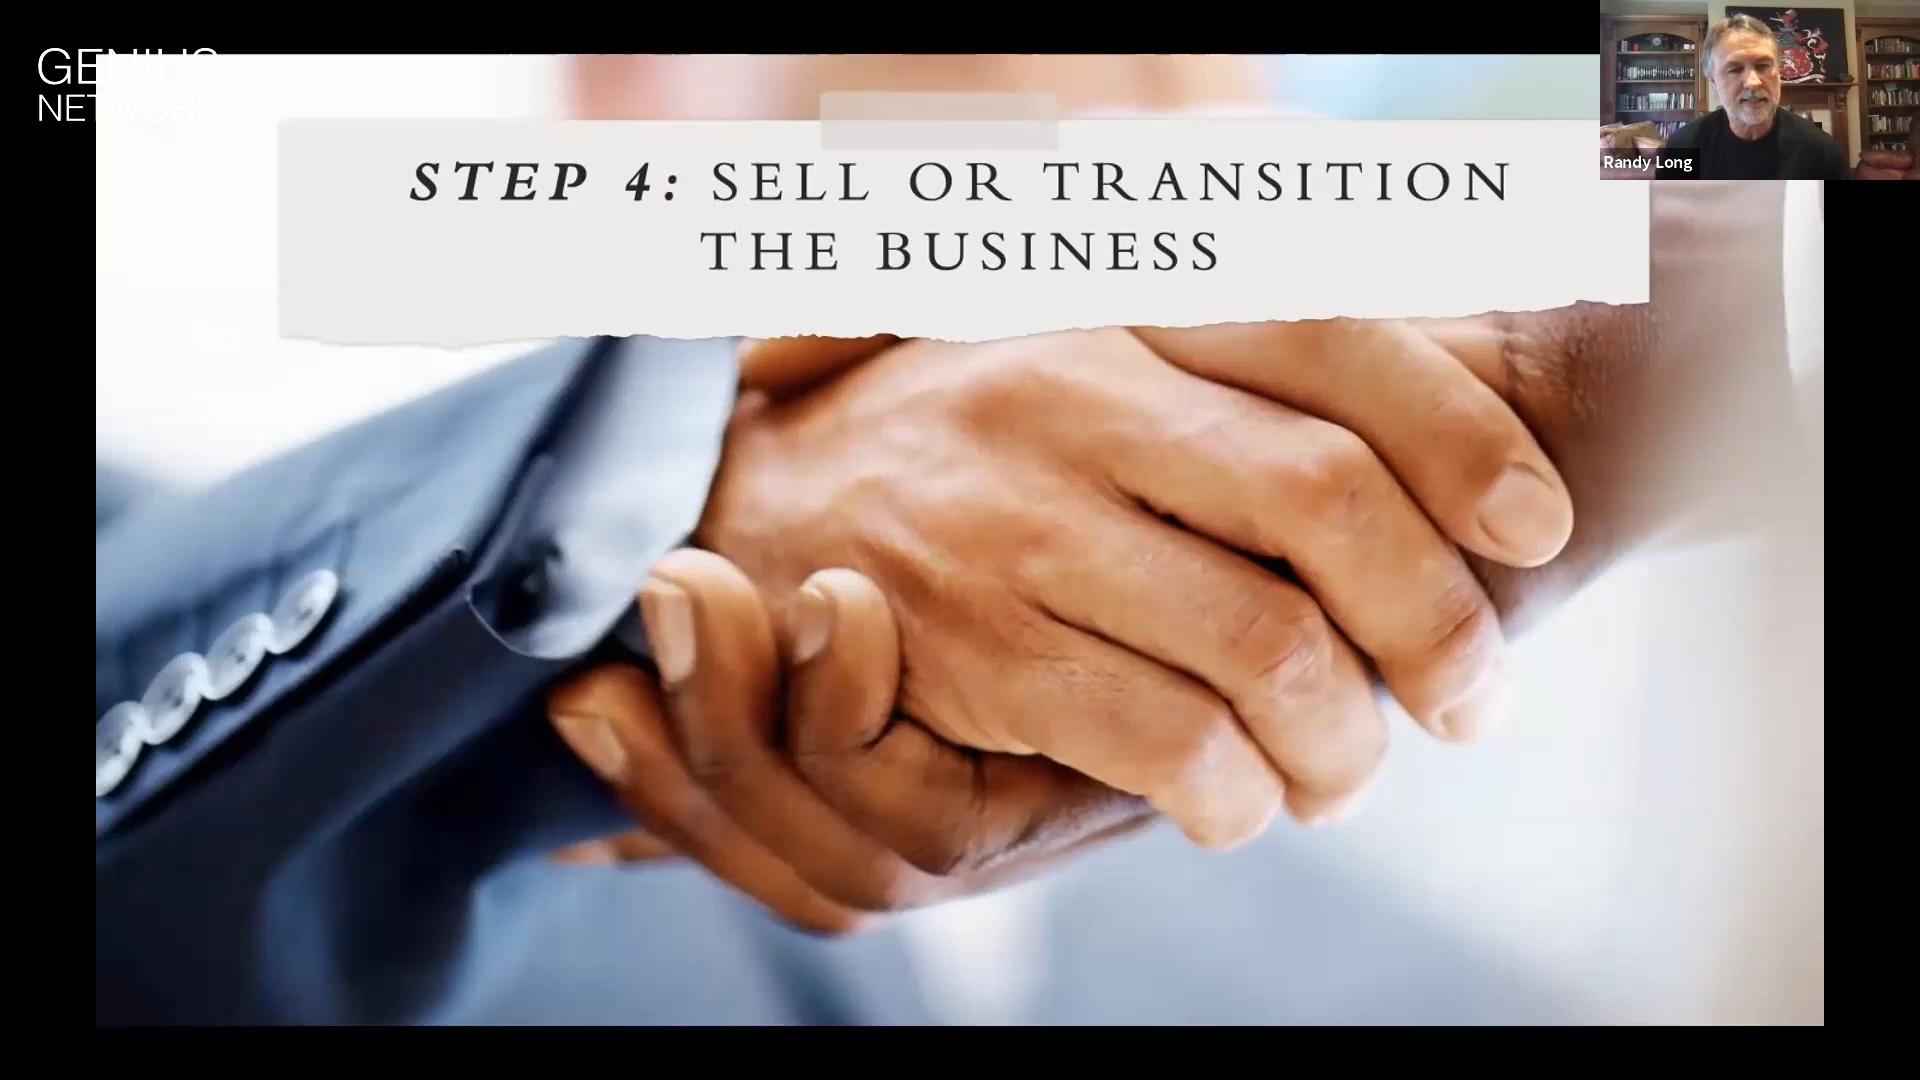 GENIUS
NETWORK
STEP 4: SELL OR TRANSITION
THE BUSINESS
Randy Long